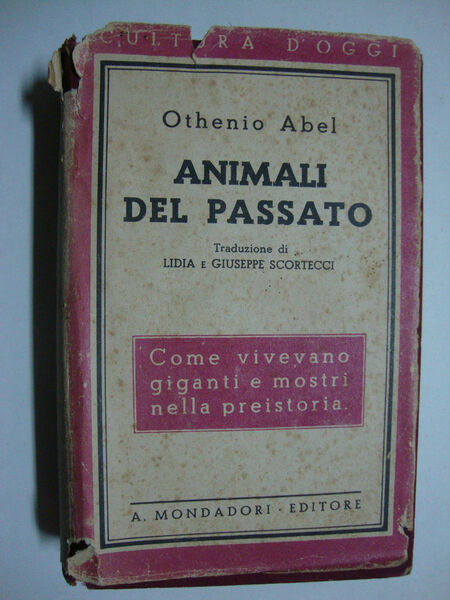 CULTURA D'OGGI
Othenio Abel
ANIMALI
DEL PASSATO
Traduzione di
LIDIA E GIUSEPPE SCORTECCI
Come vivevano
giganti e mostri
nella preistoria.
A. MONDADORI - EDITORE